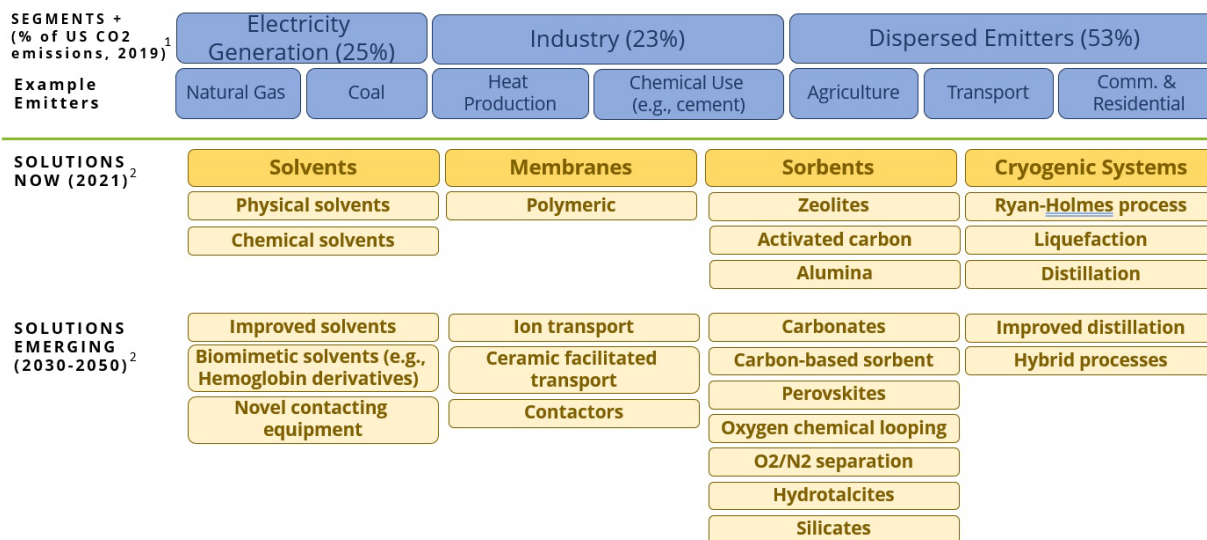 SEGMENTS +
(% of US CO2
emissions, 2019)1
Electricity
Generation (25%)
Industry (23%)
Dispersed Emitters (53%)
Example
Emitters
Natural Gas
Coal
Heat
Production
Chemical Use
(e.g., cement)
Agriculture
Transport
Comm. &
Residential
SOLUTIONS
NOW (2021)2
Solvents
Membranes
Sorbents
Cryogenic Systems
Physical solvents
Polymeric
Zeolites
Ryan-Holmes process
Chemical solvents
Activated carbon
Liquefaction
Alumina
Distillation
SOLUTIONS
EMERGING
(2030-2050)2
Improved solvents
Ion transport
Carbonates
Improved distillation
Biomimetic solvents (e.g.,
Hemoglobin derivatives)
Ceramic facilitated
transport
Carbon-based sorbent
Hybrid processes
Perovskites
Novel contacting
equipment
Contactors
Oxygen chemical looping
O2/N2 separation
Hydrotalcites
Silicates